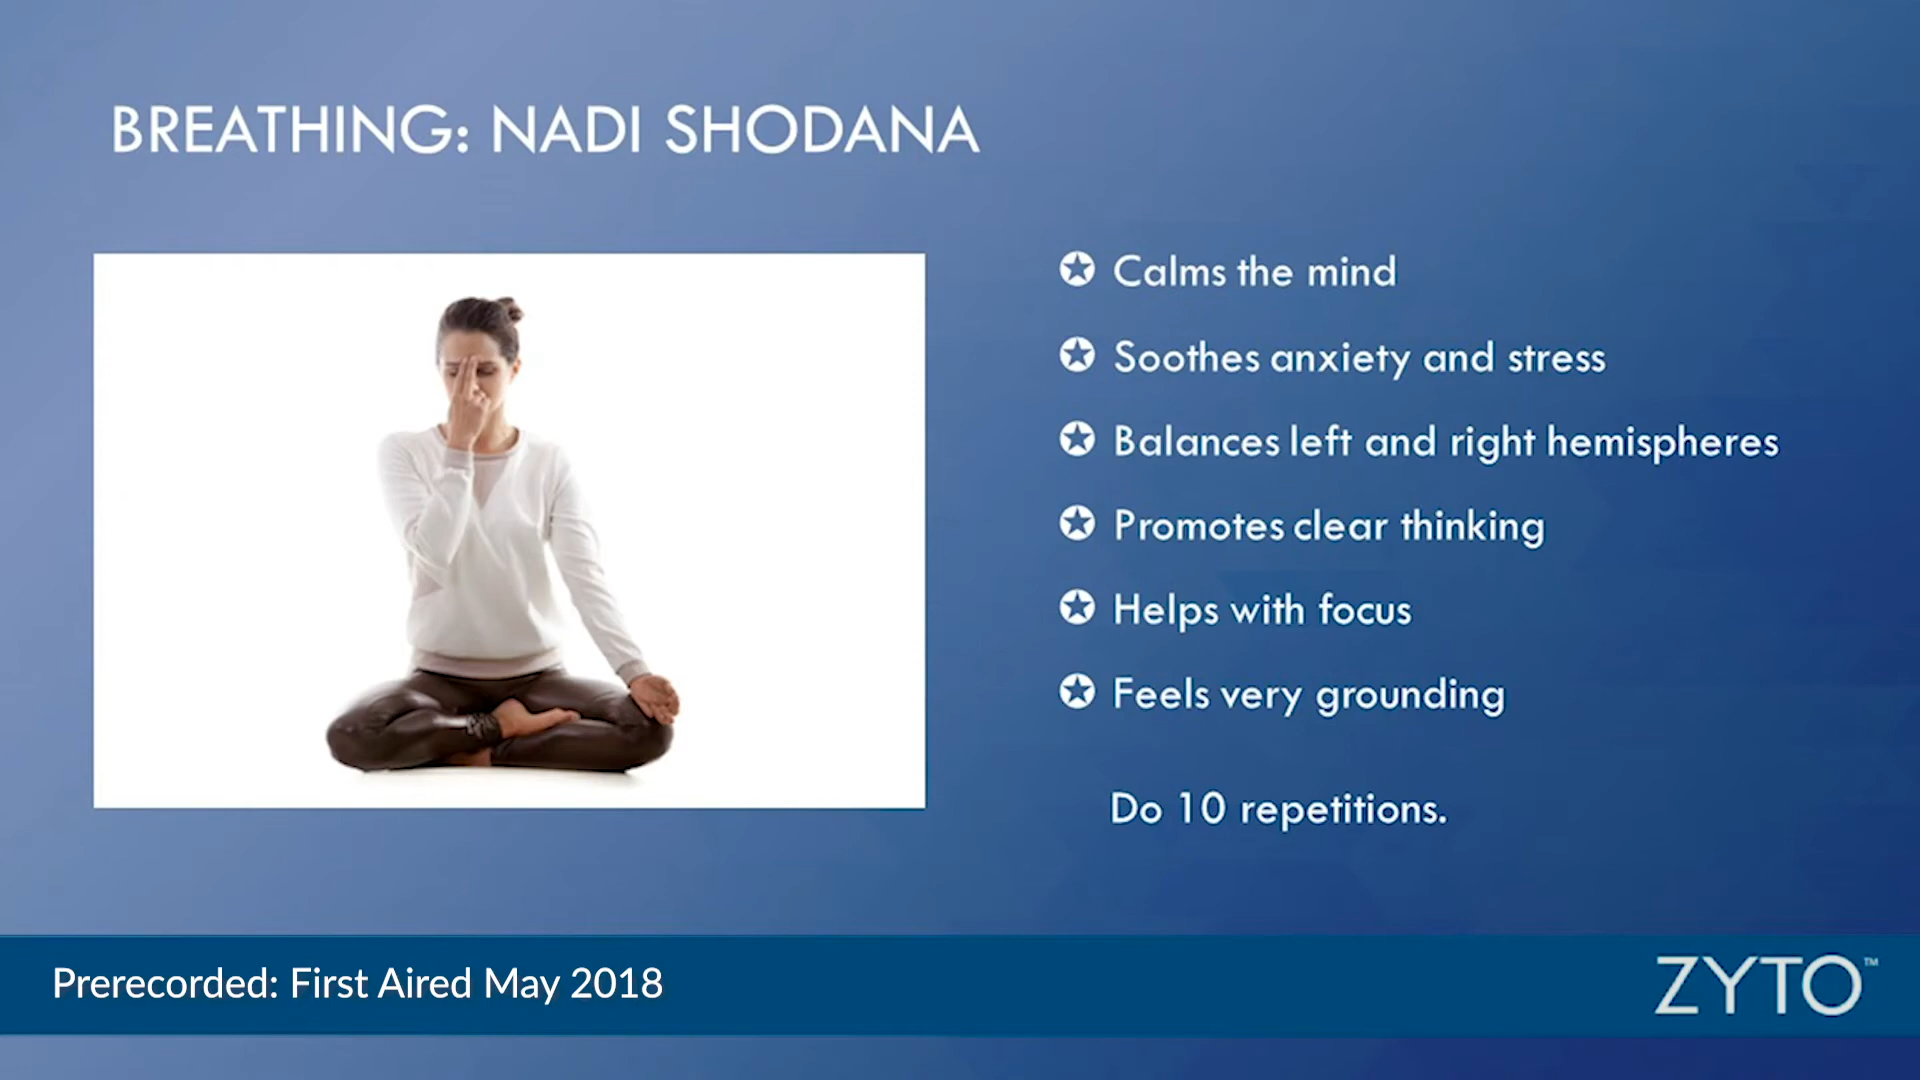 BREATHING: NADI SHODANA
Calms the mind
Soothes anxiety and stress
Balances left and right hemispheres
Promotes clear thinking
Helps with focus
Feels very grounding
Do 10 repetitions.
Prerecorded: First Aired May 2018
ZYTO™